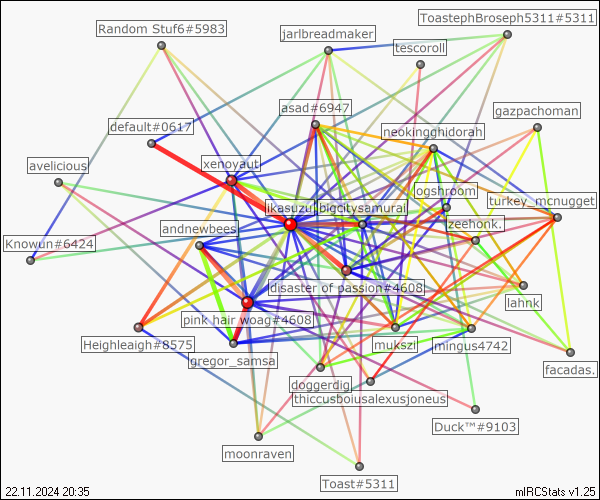 Random Stuf6#5983
jarlbreadmaker
ToastephBroseph5311#5311
tescoroll
asad#6947
gazpachoman
default#0617
neokingghidorah
avelicious
xenoyaut
ogshroom
turkey_mcnugget
ikasuzu
bigcitysamurai
andnewbees
zeehonk.
Knowun#6424
disaster of passion#4608
lahnk
pink hair woag#4608
Heighleaigh#8575
mukszi
mingus4742
gregor_samsa
facadas.
doggerdig
thiccusboiusalexusjoneus
Duck™#9103
moonraven
Toast#5311
22.11.2024 20:35
mIRCStats v1.25